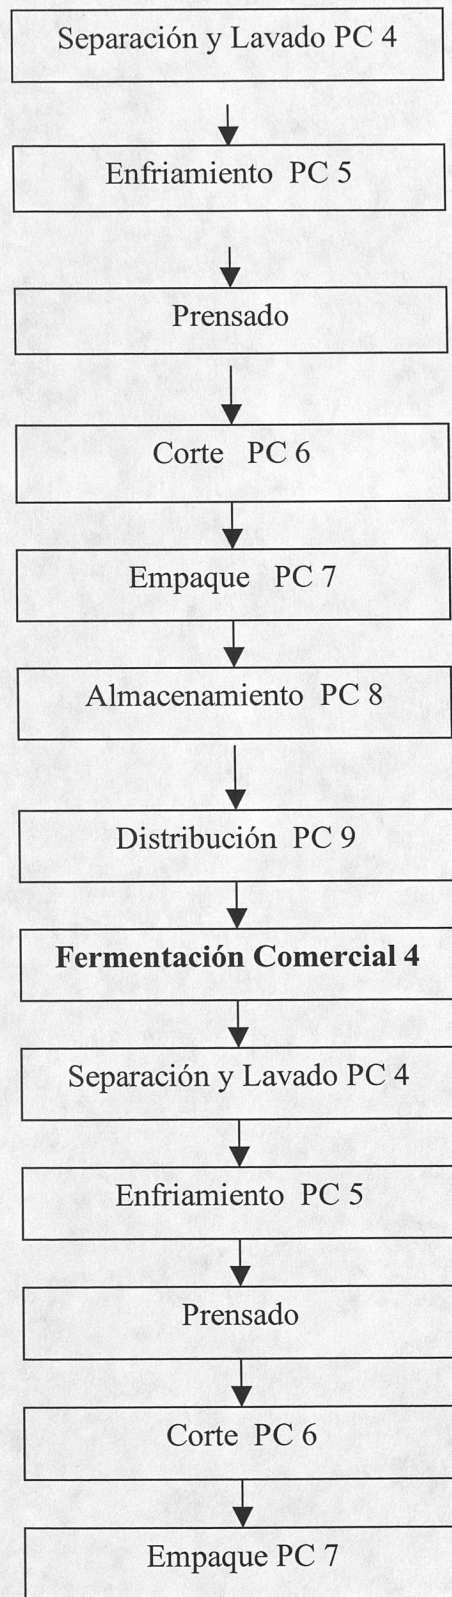 Separación y Lavado PC 4
Enfriamiento PC 5
Prensado
Corte PC 6
Empaque PC 7
Almacenamiento PC 8
Distribución PC 9
Fermentación Comercial 4
Separación y Lavado PC 4
Enfriamiento PC 5
Prensado
Corte PC 6
Empaque PC 7